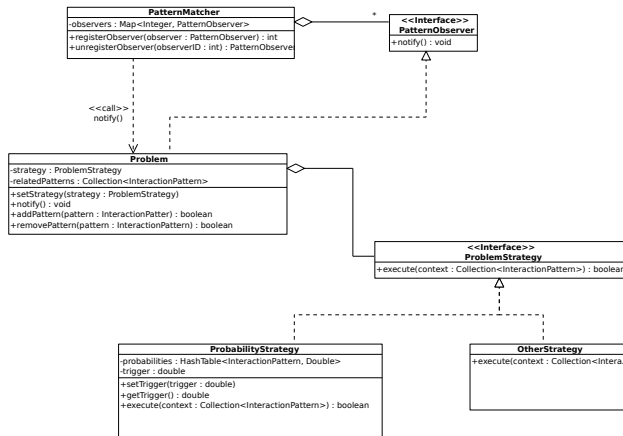 PatternMatcher
-observers : Map<Integer, PatternObserver>
+registerObserver(observer : PatternObserver) : int
+unregisterObserver(observerID : int) : PatternObserver
*
<<Interface>>
PatternObserver
+notify() : void
<<call>>
notify()
Problem
-strategy : ProblemStrategy
-relatedPatterns : Collection<InteractionPattern>
+setStrategy(strategy : ProblemStrategy)
+notify() : void
+addPattern(pattern : InteractionPatter) : boolean
+removePattern(pattern : InteractionPattern) : boolean
<<Interface>>
ProblemStrategy
+execute(context : Collection<InteractionPattern>) : boolean
ProbabilityStrategy
-probabilities : HashTable<InteractionPattern, Double>
-trigger : double
+setTrigger(trigger : double)
+getTrigger() : double
+execute(context : Collection<InteractionPattern>) : boolean
OtherStrategy
+execute(context : Collection<Intera...